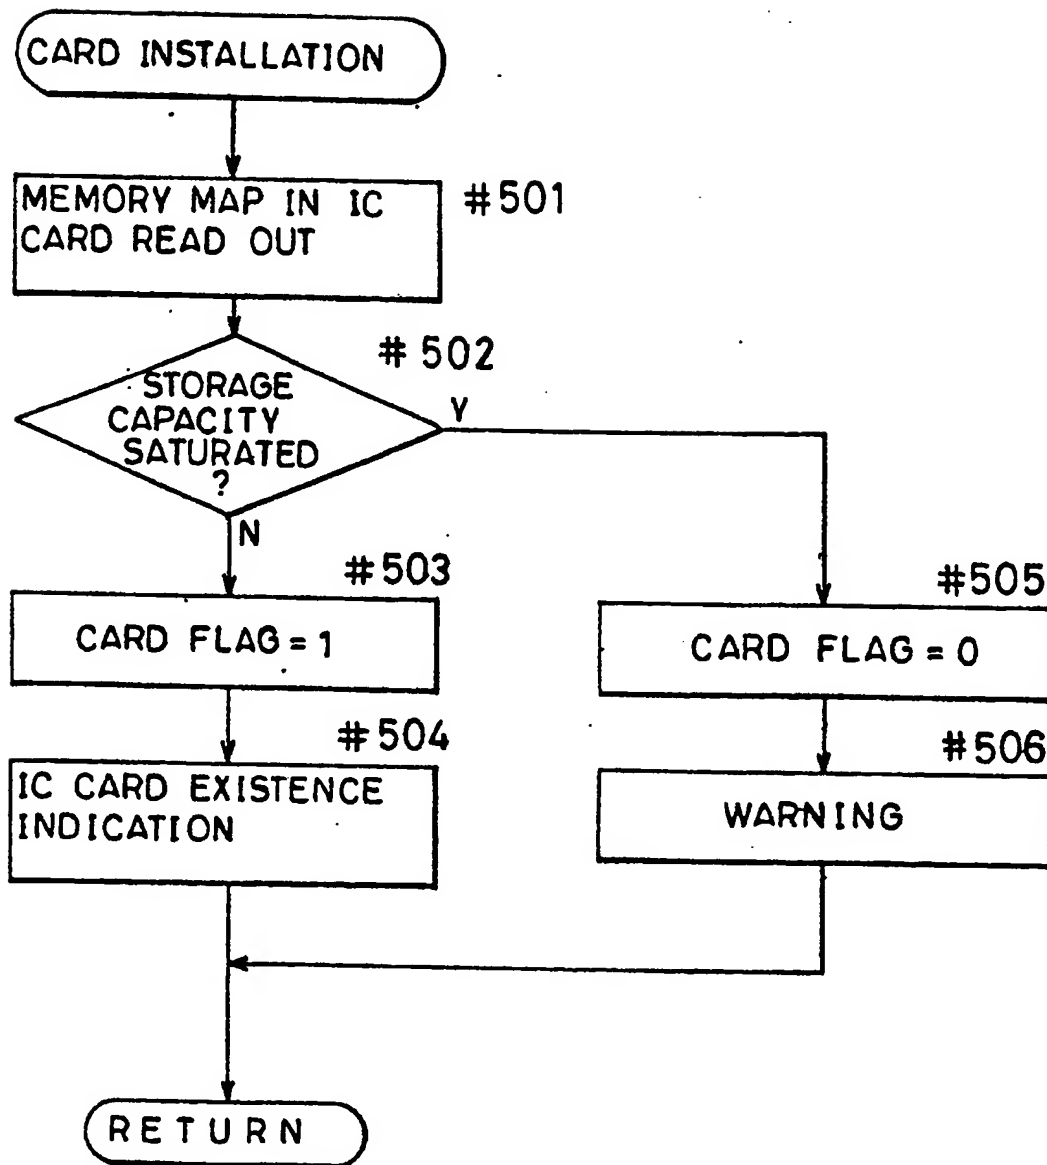 CARD INSTALLATION
MEMORY MAP IN IC
CARD READ OUT
#501
#502
STORAGE
CAPACITY
SATURATED
?
Y
N
#503
CARD FLAG = 1
#504
IC CARD EXISTENCE
INDICATION
#505
CARD FLAG = 0
#506
WARNING
RETURN